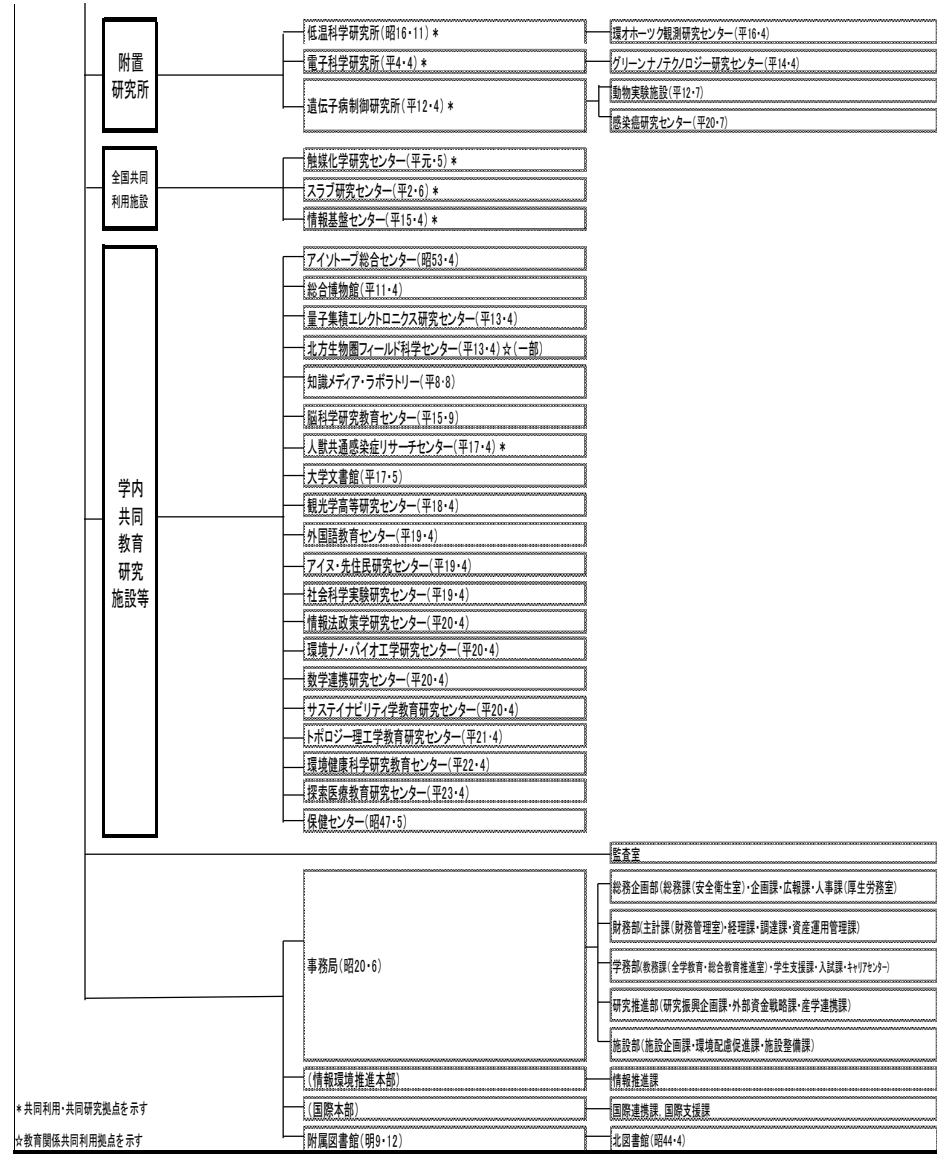 附置
研究所
低温科学研究所(昭16・11)*
環オホーツク観測研究センター(平16・4)
電子科学研究所(平4・4)*
グリーンナノテクノロジー研究センター(平14・4)
遺伝子病制御研究所(平12・4)*
動物実験施設(平12・7)
感染癌研究センター(平20・7)
全国共同
利用施設
触媒化学研究センター(平元・5)*
スラブ研究センター(平2・6)*
情報基盤センター(平15・4)*
学内
共同
教育
研究
施設等
アイソトープ総合センター(昭53・4)
総合博物館(平11・4)
量子集積エレクトロニクス研究センター(平13・4)
北方生物圏フィールド科学センター(平13・4)☆(一部)
知識メディア・ラボラトリー(平8・8)
脳科学研究教育センター(平15・9)
人獣共通感染症リサーチセンター(平17・4)*
大学文書館(平17・5)
観光学高等研究センター(平18・4)
外国語教育センター(平19・4)
アイヌ・先住民研究センター(平19・4)
社会科学実験研究センター(平19・4)
情報法政策学研究センター(平20・4)
環境ナノ・バイオ工学研究センター(平20・4)
数学連携研究センター(平20・4)
サステイナビリティ学教育研究センター(平20・4)
トポロジー理工学教育研究センター(平21・4)
環境健康科学研究教育センター(平22・4)
探索医療教育研究センター(平23・4)
保健センター(昭47・5)
監査室
事務局(昭20・6)
総務企画部(総務課(安全衛生室)・企画課・広報課・人事課(厚生労務室)
財務部(主計課(財務管理室)・経理課・調達課・資産運用管理課)
学務部(教務課(全学教育・総合教育推進室)・学生支援課・入試課・キャリアセンター)
研究推進部(研究振興企画課・外部資金戦略課・産学連携課)
施設部(施設企画課・環境配慮促進課・施設整備課)
(情報環境推進本部)
情報推進課
(国際本部)
国際連携課,国際支援課
附属図書館(明9・12)
北図書館(昭44・4)
*共同利用・共同研究拠点を示す
☆教育関係共同利用拠点を示す